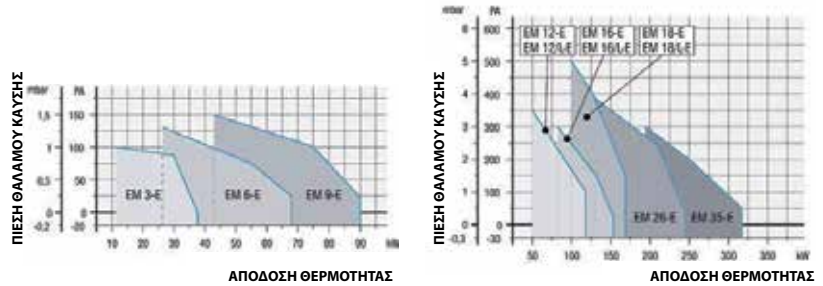 mbar PA
ΠΙΕΣΗ ΘΑΛΑΜΟΥ ΚΑΥΣΗΣ
1,5 150
1 100
0,5 50
0 0
-0,2 -20
EM 3-E EM 6-E EM 9-E
10 20 30 40 50 60 70 80 90 kW
ΑΠΟΔΟΣΗ ΘΕΡΜΟΤΗΤΑΣ
mbar PA
ΠΙΕΣΗ ΘΑΛΑΜΟΥ ΚΑΥΣΗΣ
6 600
5
4 400
3 300
2 200
1 100
0 0
-0,3 -30
EM 12-E EM 16-E EM 18-E
EM 12/L-E EM 16/L-E EM 18/L-E
EM 26-E EM 35-E
50 100 150 200 250 300 350 kW
ΑΠΟΔΟΣΗ ΘΕΡΜΟΤΗΤΑΣ